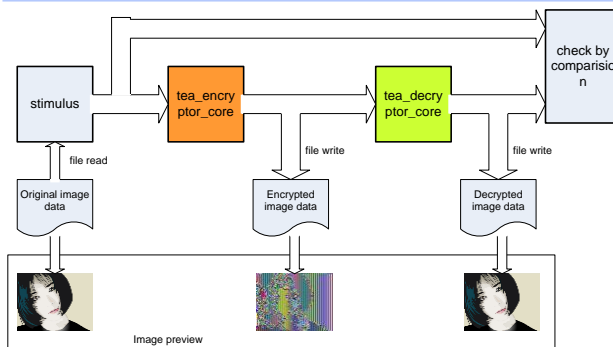 stimulus
tea_encry
ptor_core
tea_decry
ptor_core
check by
comparisio
n
file read
file write
file write
Original image
data
Encrypted
image data
Decrypted
image data
Image preview